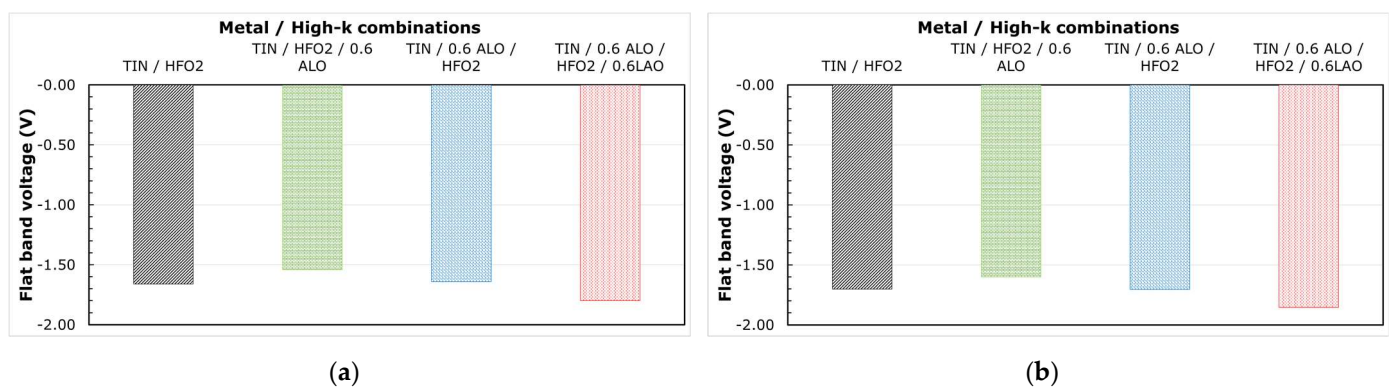 Metal / High-k combinations
TIN / HFO2
TIN / HFO2 / 0.6
ALO
TIN / 0.6 ALO /
HFO2
TIN / 0.6 ALO /
HFO2 / 0.6LAO
Flat band voltage (V)
-0.00
-0.50
-1.00
-1.50
-2.00
(a)
Metal / High-k combinations
TIN / HFO2
TIN / HFO2 / 0.6
ALO
TIN / 0.6 ALO /
HFO2
TIN / 0.6 ALO /
HFO2 / 0.6LAO
Flat band voltage (V)
-0.00
-0.50
-1.00
-1.50
-2.00
(b)